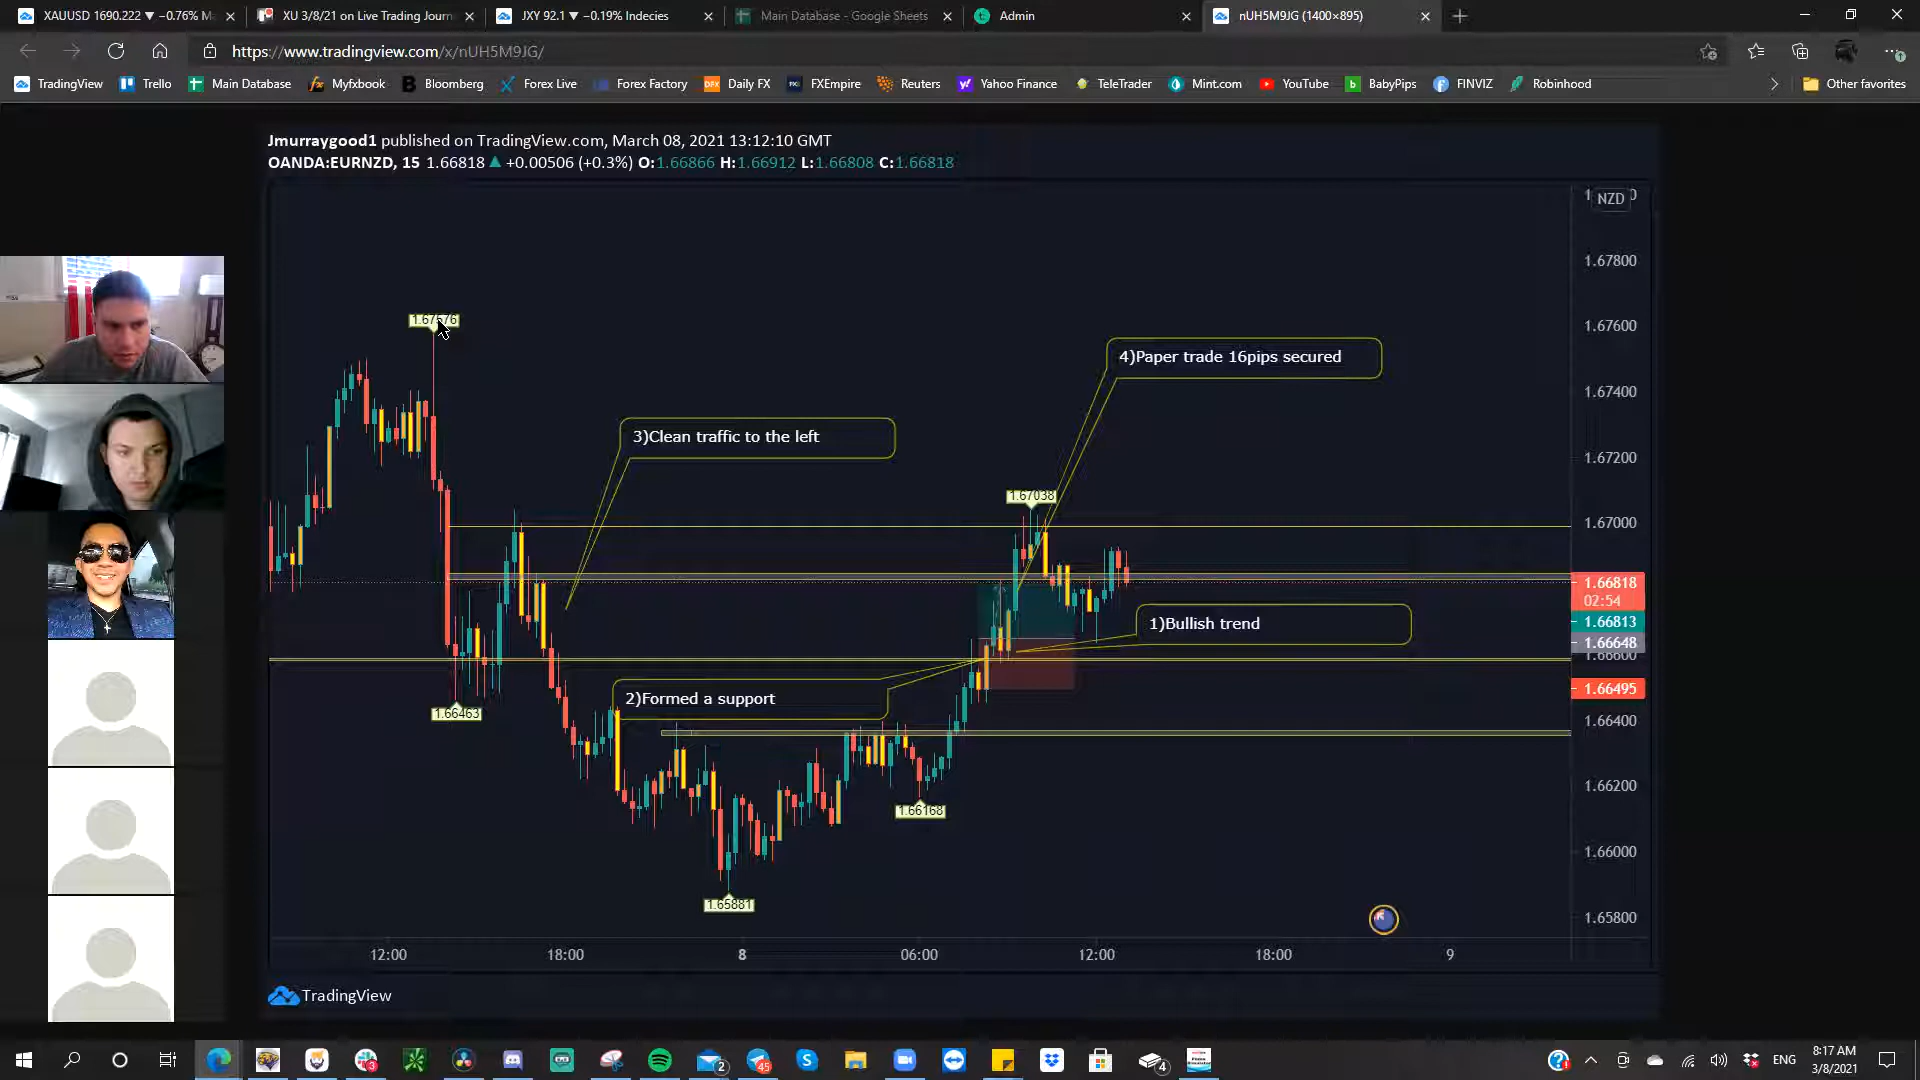 XAUUSD 1690.222 ▼ −0.76%
XU 3/8/21 on Live Trading Journ
JXY 92.1 ▼ −0.19% Indecies
Main Database - Google Sheets
Admin
nUH5M9JG (1400×895)
https://www.tradingview.com/x/nUH5M9JG/
TradingView
Trello
Main Database
Myfxbook
Bloomberg
Forex Live
Forex Factory
Daily FX
FXEmpire
Reuters
Yahoo Finance
TeleTrader
Mint.com
YouTube
BabyPips
FINVIZ
Robinhood
Other favorites
Jmurraygood1 published on TradingView.com, March 08, 2021 13:12:10 GMT
OANDA:EURNZD, 15 1.66818 ▲ +0.00506 (+0.3%) O:1.66866 H:1.66912 L:1.66808 C:1.66818
NZD
1.67800
1.67576
1.67600
4)Paper trade 16pips secured
1.67400
3)Clean traffic to the left
1.67200
1.67038
1.67000
1.66818
02:54
1)Bullish trend
1.66813
1.66648
1.66600
1.66495
2)Formed a support
1.66463
1.66400
1.66200
1.66168
1.66000
1.65881
1.65800
12:00
18:00
8
06:00
12:00
18:00
9
TradingView
3
2
45
4
ENG
8:17 AM
3/8/2021